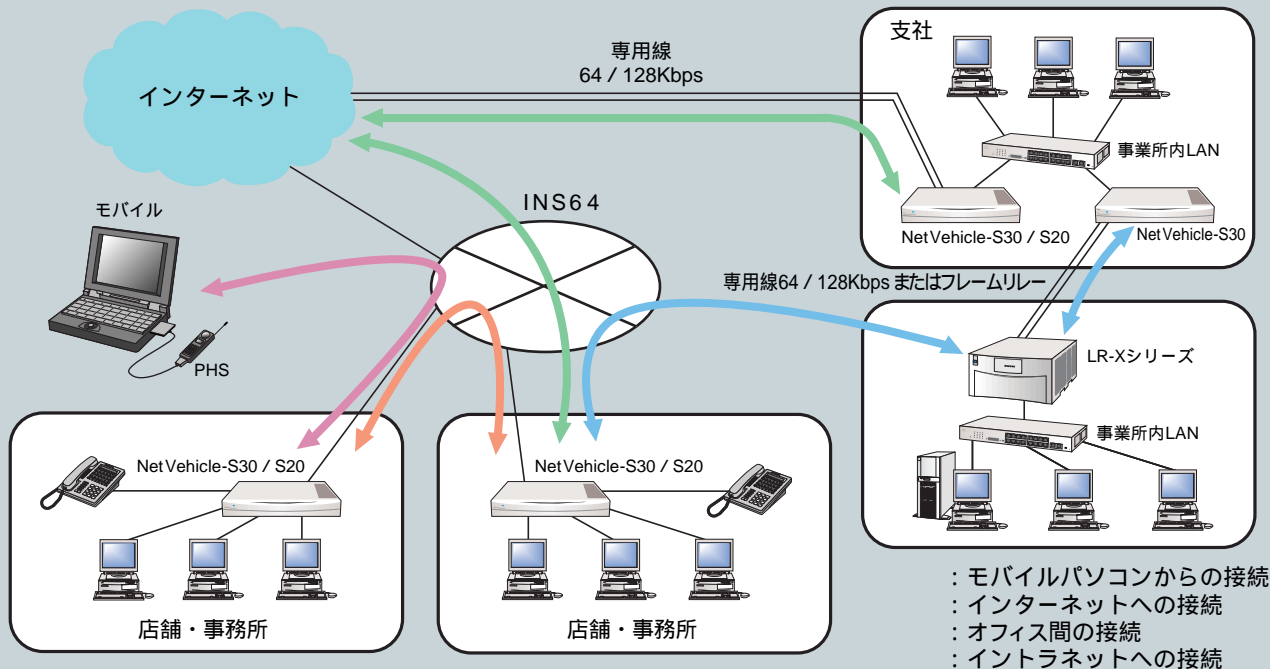 支社
専用線
64 / 128Kbps
インターネット
事業所内LAN
モバイル
INS64
NetVehicle-S30 / S20
NetVehicle-S30
専用線64 / 128Kbps またはフレームリレー
LR-Xシリーズ
PHS
事業所内LAN
NetVehicle-S30 / S20
NetVehicle-S30 / S20
店舗・事務所
店舗・事務所
：モバイルパソコンからの接続
：インターネットへの接続
：オフィス間の接続
：イントラネットへの接続